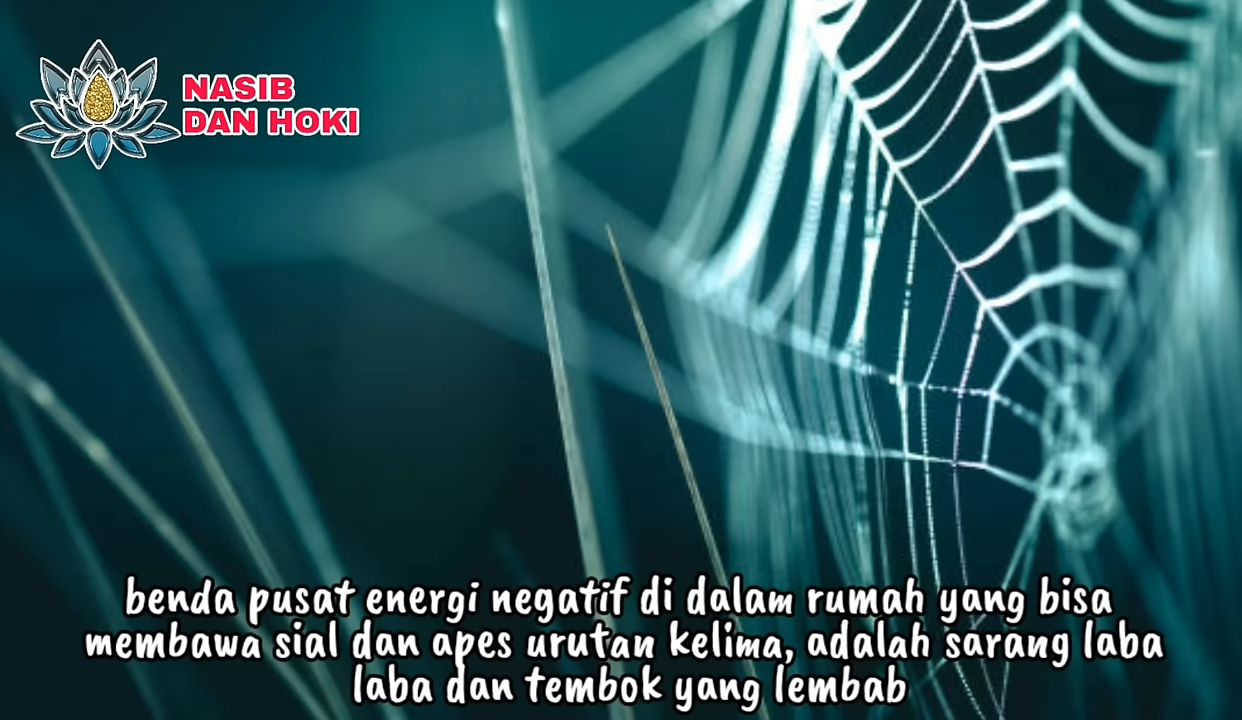 NASIB
DAN HOKI
benda pusat energi negatif di dalam rumah yang bisa
membawa sial dan apes urutan kelima, adalah sarang laba
laba dan tembok yang lembab